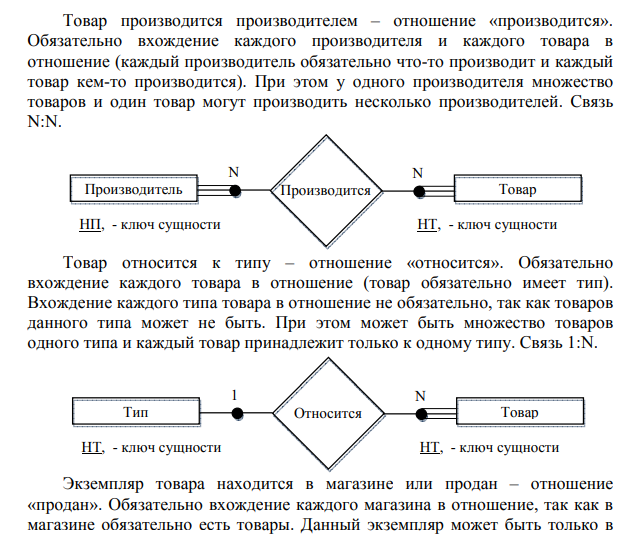 Товар производится производителем – отношение «производится».
Обязательно вхождение каждого производителя и каждого товара в
отношение (каждый производитель обязательно что-то производит и каждый
товар кем-то производится). При этом у одного производителя множество
товаров и один товар могут производить несколько производителей. Связь
N:N.
N N
Производитель Производится Товар
НП, - ключ сущности НТ, - ключ сущности
Товар относится к типу – отношение «относится». Обязательно
вхождение каждого товара в отношение (товар обязательно имеет тип).
Вхождение каждого типа товара в отношение не обязательно, так как товаров
данного типа может не быть. При этом может быть множество товаров
одного типа и каждый товар принадлежит только к одному типу. Связь 1:N.
1 N
Тип Относится Товар
НТ, - ключ сущности НТ, - ключ сущности
Экземпляр товара находится в магазине или продан – отношение
«продан». Обязательно вхождение каждого магазина в отношение, так как в
магазине обязательно есть товары. Данный экземпляр может быть только в